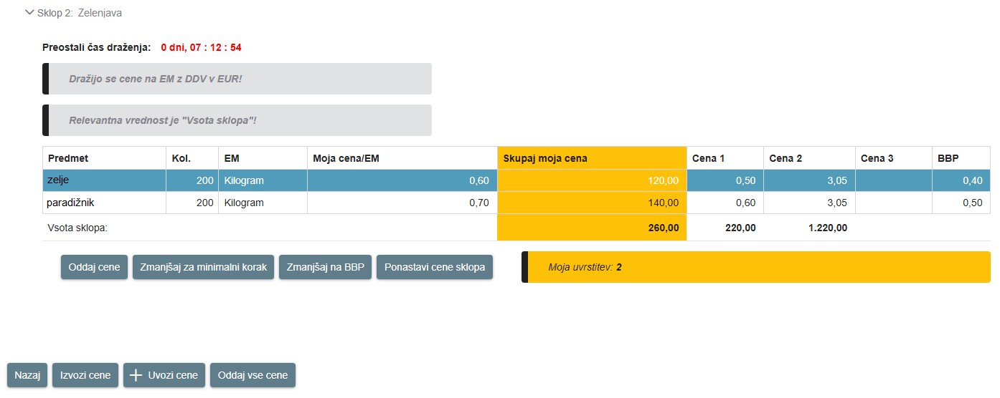 Sklop 2: Zelenjava
Preostali čas draženja: 0 dni, 07 : 12 : 54
Dražijo se cene na EM z DDV v EUR!
Relevantna vrednost je "Vsota sklopa"!
Predmet Kol. EM Moja cena/EM Skupaj moja cena Cena 1 Cena 2 Cena 3 BBP
zelje 200 Kilogram 0,60 120,00 0,50 3,05 0,40
paradižnik 200 Kilogram 0,70 140,00 0,60 3,05 0,50
Vsota sklopa: 260,00 220,00 1.220,00
Oddaj cene Zmanjšaj za minimalni korak Zmanjšaj na BBP Ponastavi cene sklopa Moja uvrstitev: 2
Nazaj Izvozi cene + Uvozi cene Oddaj vse cene